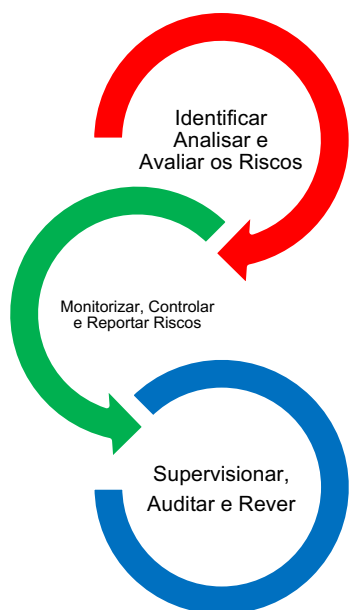 Identificar
Analisar e
Avaliar os Riscos
Monitorizar, Controlar
e Reportar Riscos
Supervisionar,
Auditar e Rever